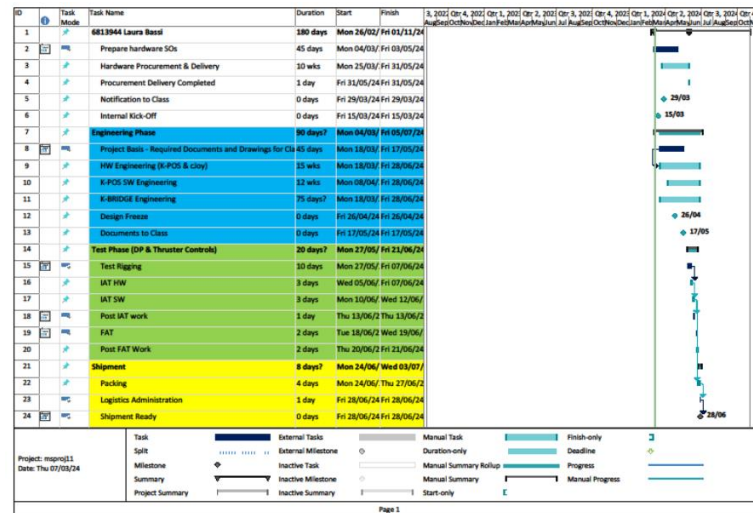 ID Task Mode Task Name Duration Start Finish
1 6813944 Laura Bassi 180 days Mon 26/02/ Fri 01/11/24
2 Prepare hardware SOs 45 days Mon 04/03/ Fri 03/05/24
3 Hardware Procurement & Delivery 10 wks Mon 25/03/ Fri 31/05/24
4 Procurement Delivery Completed 1 day Fri 31/05/24 Fri 31/05/24
5 Notification to Class 0 days Fri 29/03/24 Fri 29/03/24 29/03
6 Internal Kick-Off 0 days Fri 15/03/24 Fri 15/03/24 15/03
7 Engineering Phase 90 days? Mon 04/03/ Fri 05/07/24
8 Project Basis - Required Documents and Drawings for Cla 45 days Mon 18/03/ Fri 17/05/24
9 HW Engineering (K-POS & cJoy) 15 wks Mon 18/03/ Fri 28/06/24
10 K-POS SW Engineering 12 wks Mon 08/04/ Fri 28/06/24
11 K-BRIDGE Engineering 75 days? Mon 18/03/ Fri 28/06/24
12 Design Freeze 0 days Fri 26/04/24 Fri 26/04/24 26/04
13 Documents to Class 0 days Fri 17/05/24 Fri 17/05/24 17/05
14 Test Phase (DP & Thruster Controls) 20 days? Mon 27/05/ Fri 21/06/24
15 Test Rigging 10 days Mon 27/05/ Fri 07/06/24
16 IAT HW 3 days Wed 05/06/ Fri 07/06/24
17 IAT SW 3 days Mon 10/06/ Wed 12/06/
18 Post IAT work 1 day Thu 13/06/2 Thu 13/06/2
19 FAT 2 days Tue 18/06/2 Wed 19/06/
20 Post FAT Work 2 days Thu 20/06/2 Fri 21/06/24
21 Shipment 8 days? Mon 24/06/ Wed 03/07/
22 Packing 4 days Mon 24/06/ Thu 27/06/2
23 Logistics Administration 1 day Fri 28/06/24 Fri 28/06/24
24 Shipment Ready 0 days Fri 28/06/24 Fri 28/06/24 28/06
Project: msproj11
Date: Thu 07/03/24
Task External Tasks Manual Task Finish-only
Split External Milestone Duration-only Deadline
Milestone Inactive Task Manual Summary Rollup Progress
Summary Inactive Milestone Manual Summary Manual Progress
Project Summary Inactive Summary Start-only
Page 1